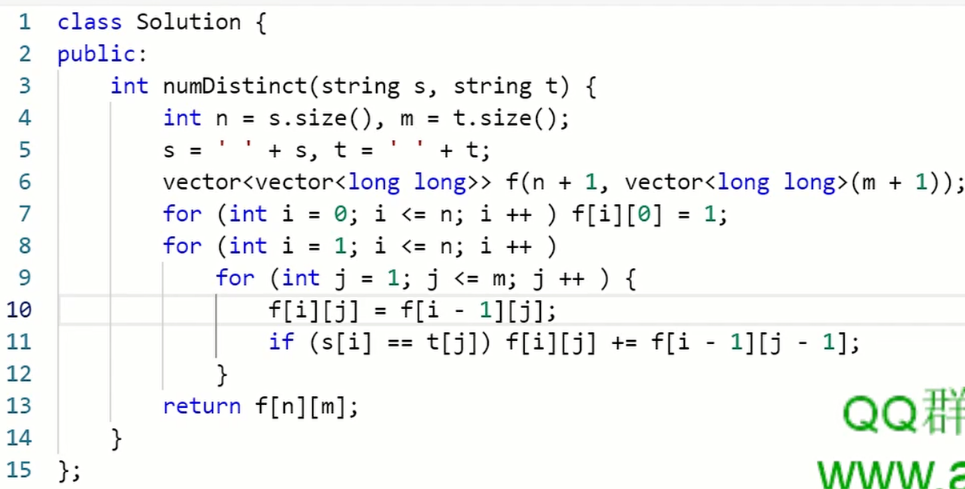 1 class Solution {
2 public:
3     int numDistinct(string s, string t) {
4         int n = s.size(), m = t.size();
5         s = ' ' + s, t = ' ' + t;
6         vector<vector<long long>> f(n + 1, vector<long long>(m + 1));
7         for (int i = 0; i <= n; i ++ ) f[i][0] = 1;
8         for (int i = 1; i <= n; i ++ )
9             for (int j = 1; j <= m; j ++ ) {
10                 f[i][j] = f[i - 1][j];
11                 if (s[i] == t[j]) f[i][j] += f[i - 1][j - 1];
12             }
13         return f[n][m];
14     }
15 };
QQ群
www.a